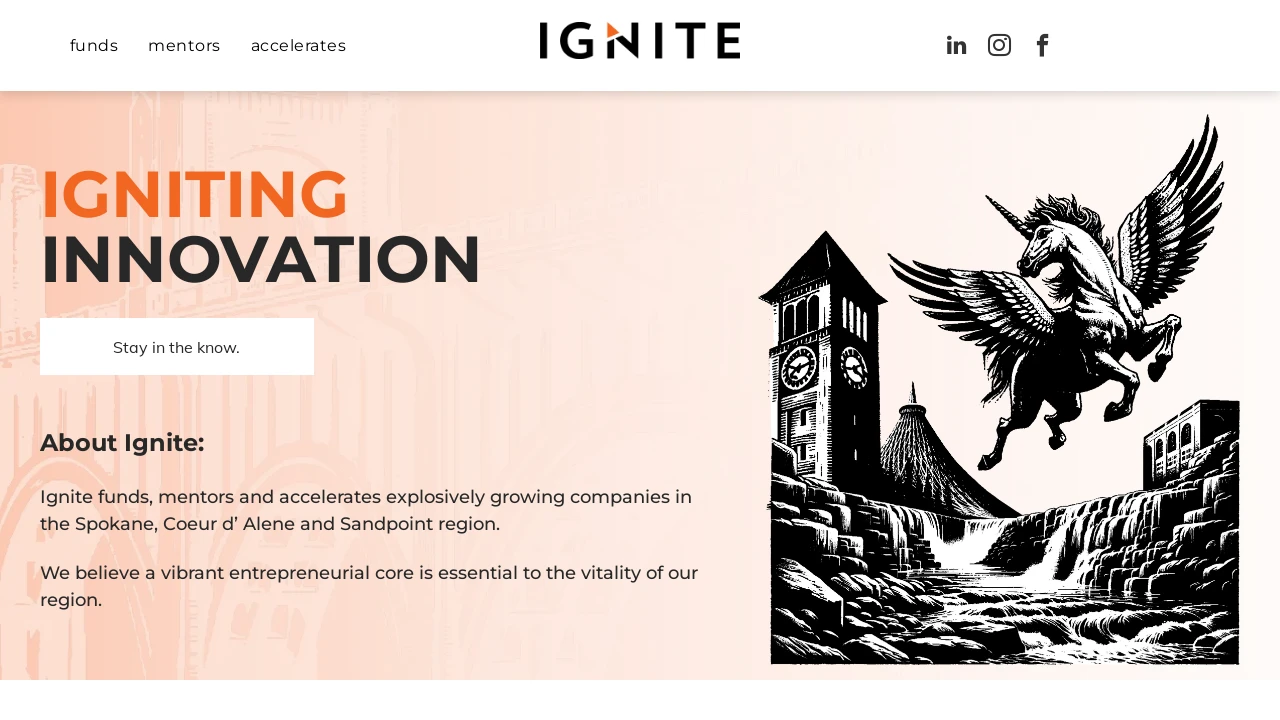 funds mentors accelerates
IGNITE
IGNITING
INNOVATION
Stay in the know.
About Ignite:
Ignite funds, mentors and accelerates explosively growing companies in
the Spokane, Coeur d’ Alene and Sandpoint region.
We believe a vibrant entrepreneurial core is essential to the vitality of our
region.